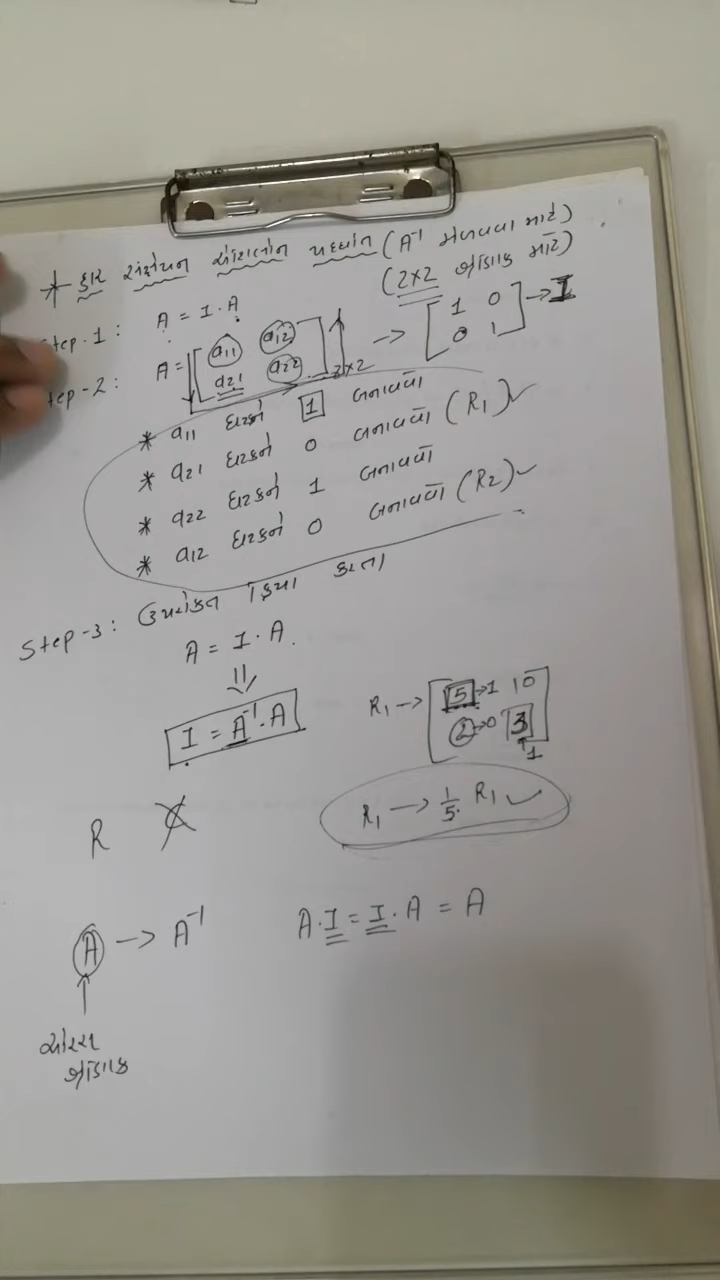 * હાર સંક્ષિપ્ત પદ્ધતિ (A⁻¹ મેળવવા માટે)
(2×2 શ્રેણિક માટે)
Step-1: A = I · A
Step-2: A = [a₁₁ a₁₂
a₂₁ a₂₂] 2×2 → [1 0
0 1] → I
* a₁₁ ઘટકને 1 બનાવવો
* a₂₁ ઘટકને 0 બનાવવો (R₁) ✓
* a₂₂ ઘટકને 1 બનાવવો
* a₁₂ ઘટકને 0 બનાવવો (R₂) ✓
Step-3: ઉપરોક્ત ક્રિયા કરતા
A = I · A
⇓
I = A⁻¹ · A
R₁ → [5 → 1 10
2 → 0 3
1]
R₁ → 1/5 · R₁ ✓
R
A → A⁻¹
A · I = I · A = A
ચોરસ
શ્રેણિક